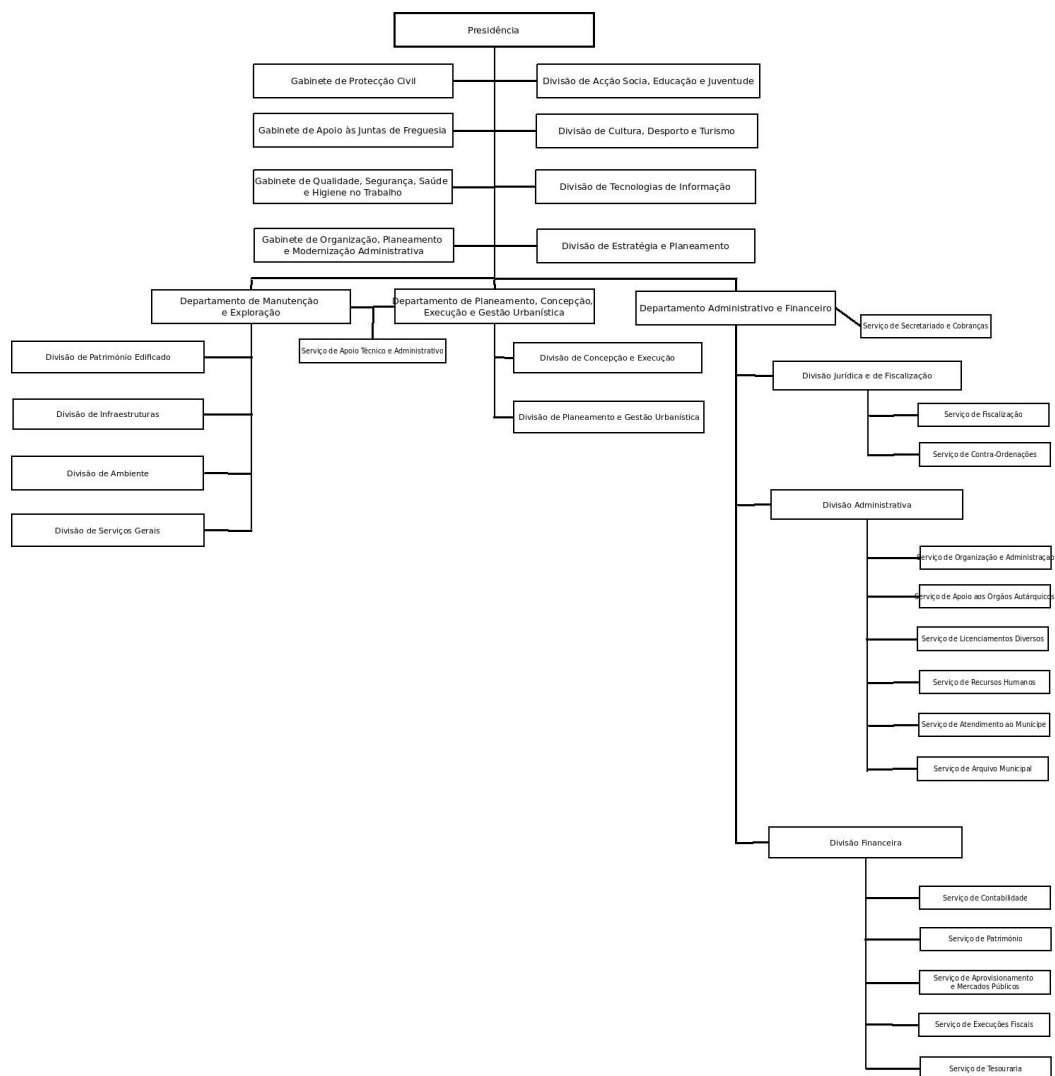 Presidência
Gabinete de Protecção Civil
Divisão de Acção Socia, Educação e Juventude
Gabinete de Apoio às Juntas de Freguesia
Divisão de Cultura, Desporto e Turismo
Gabinete de Qualidade, Segurança, Saúde
e Higiene no Trabalho
Divisão de Tecnologias de Informação
Gabinete de Organização, Planeamento
e Modernização Administrativa
Divisão de Estratégia e Planeamento
Departamento de Manutenção
e Exploração
Departamento de Planeamento, Concepção,
Execução e Gestão Urbanística
Departamento Administrativo e Financeiro
Serviço de Secretariado e Cobranças
Serviço de Apoio Técnico e Administrativo
Divisão de Património Edificado
Divisão de Infraestruturas
Divisão de Ambiente
Divisão de Serviços Gerais
Divisão de Concepção e Execução
Divisão de Planeamento e Gestão Urbanística
Divisão Jurídica e de Fiscalização
Serviço de Fiscalização
Serviço de Contra-Ordenações
Divisão Administrativa
Serviço de Organização e Administraçao
Serviço de Apoio aos Orgãos Autárquicos
Serviço de Licenciamentos Diversos
Serviço de Recursos Humanos
Serviço de Atendimento ao Munícipe
Serviço de Arquivo Municipal
Divisão Financeira
Serviço de Contabilidade
Serviço de Património
Serviço de Aprovisionamento
e Mercados Públicos
Serviço de Execuções Fiscais
Serviço de Tesouraria